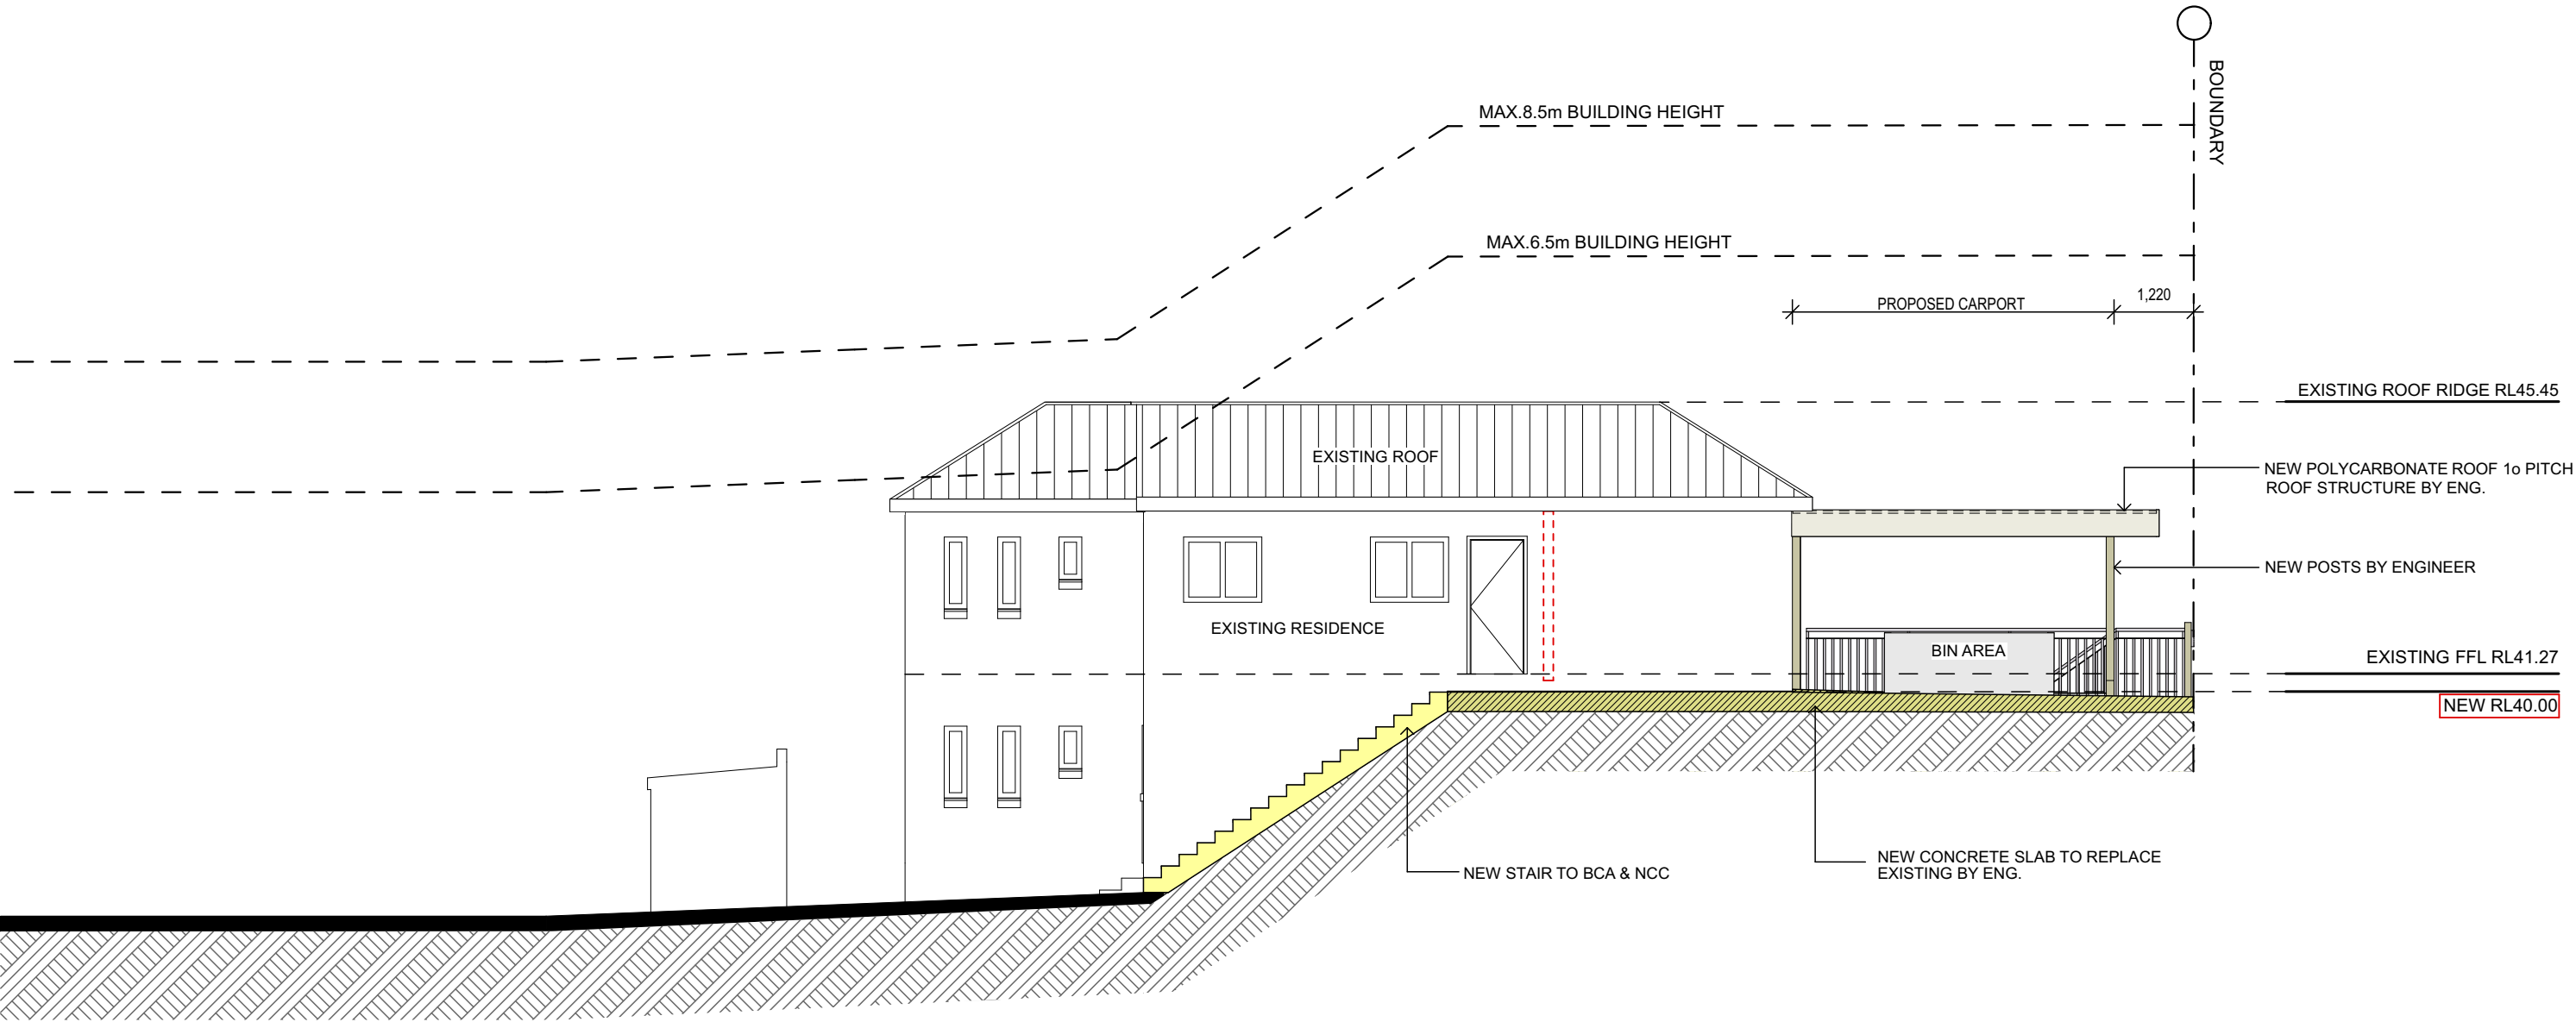 BOUNDARY
MAX.8.5m BUILDING HEIGHT
MAX.6.5m BUILDING HEIGHT
PROPOSED CARPORT
1,220
EXISTING ROOF RIDGE RL45.45
EXISTING ROOF
NEW POLYCARBONATE ROOF 1o PITCH
ROOF STRUCTURE BY ENG.
NEW POSTS BY ENGINEER
EXISTING RESIDENCE
BIN AREA
EXISTING FFL RL41.27
NEW RL40.00
NEW STAIR TO BCA & NCC
NEW CONCRETE SLAB TO REPLACE
EXISTING BY ENG.